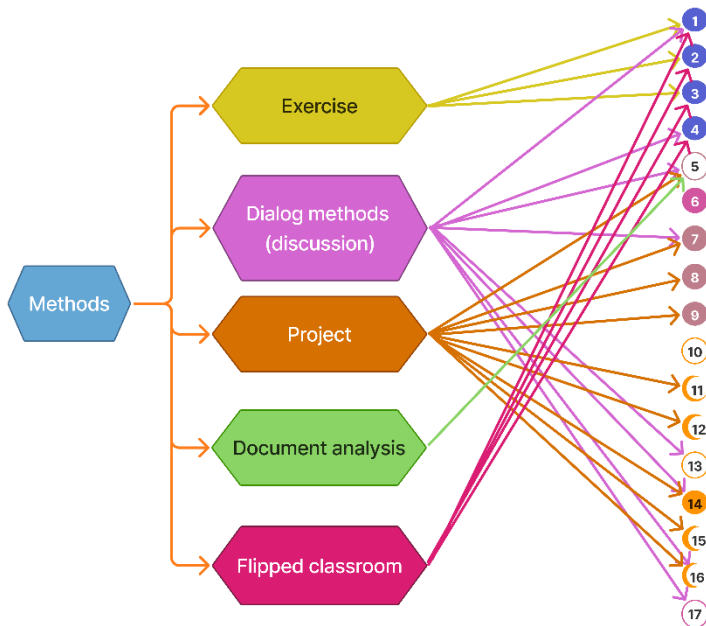 Methods
Exercise
Dialog methods
(discussion)
Project
Document analysis
Flipped classroom
1
2
3
4
5
6
7
8
9
10
11
12
13
14
15
16
17